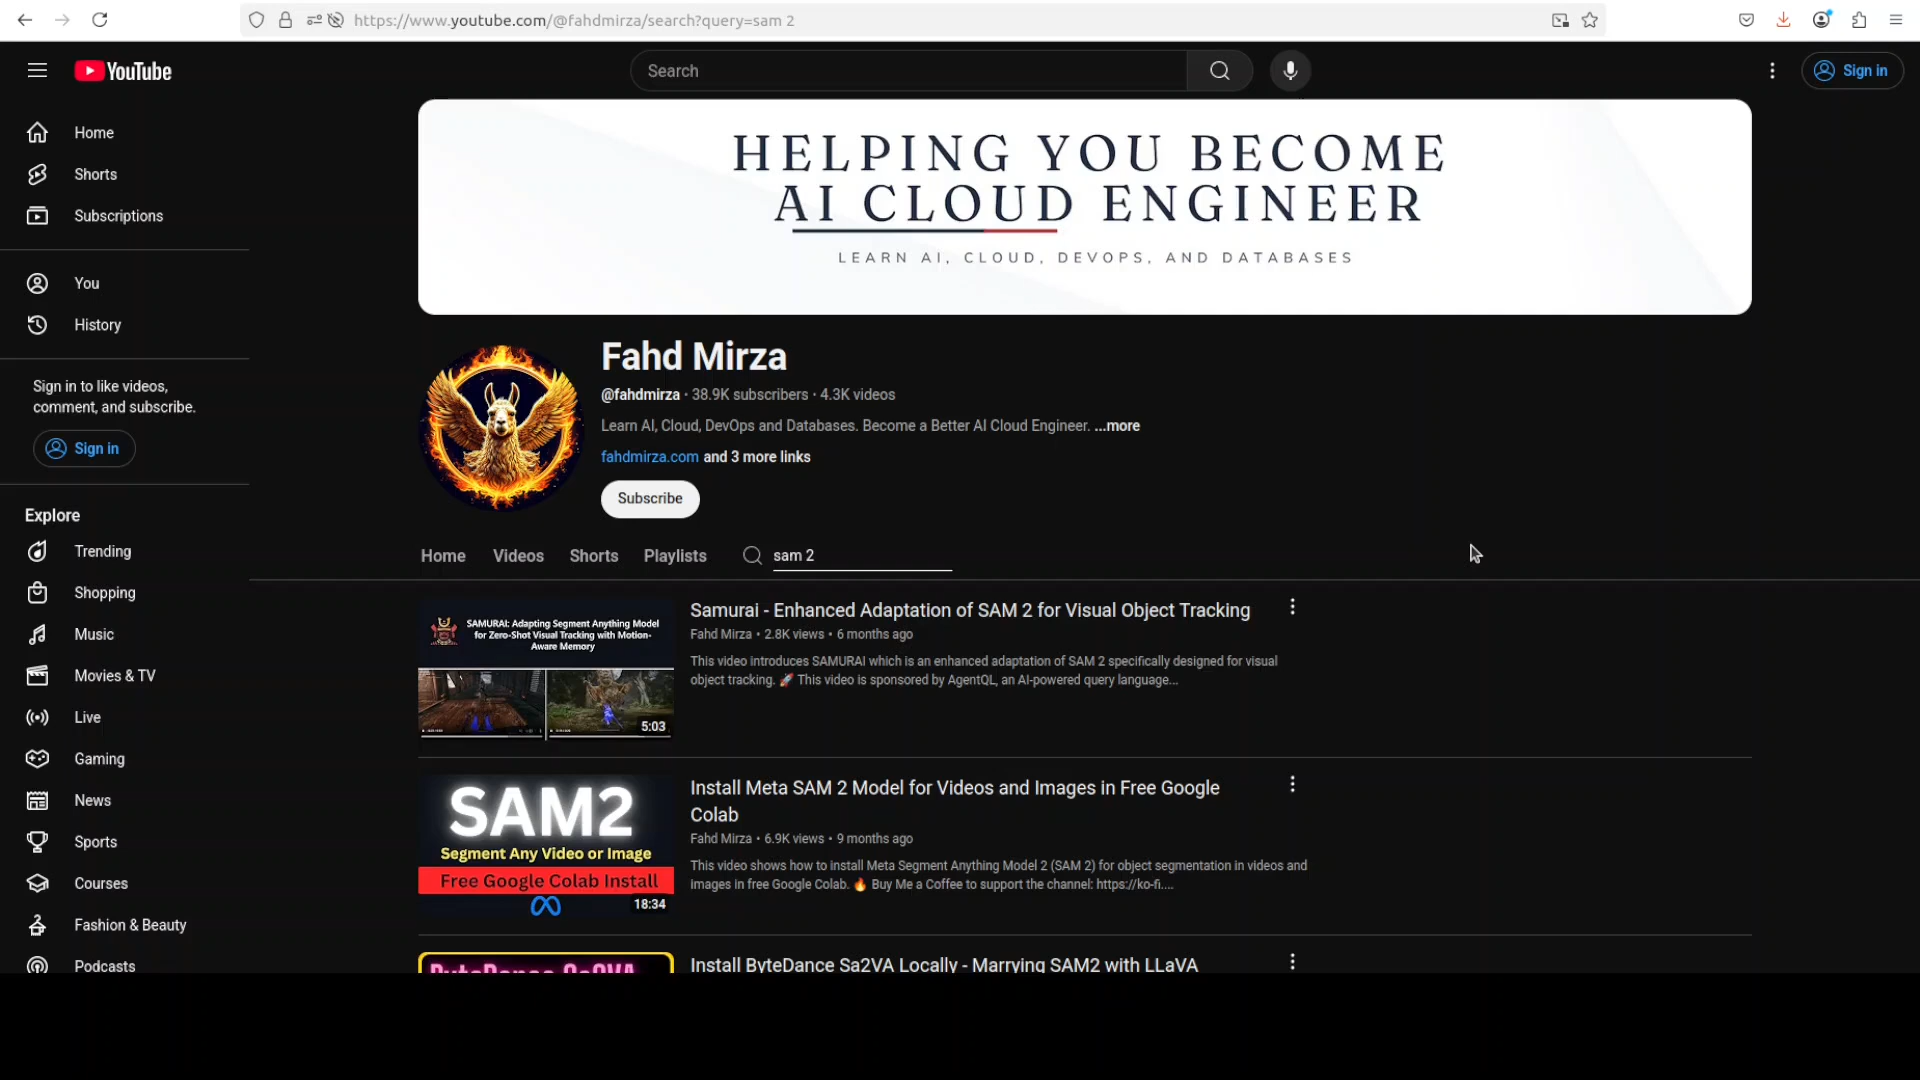 https://www.youtube.com/@fahdmirza/search?query=sam 2
YouTube
Search
Sign in
Home
Shorts
Subscriptions
You
History
Sign in to like videos,
comment, and subscribe.
Sign in
Explore
Trending
Shopping
Music
Movies & TV
Live
Gaming
News
Sports
Courses
Fashion & Beauty
Podcasts
HELPING YOU BECOME
AI CLOUD ENGINEER
LEARN AI, CLOUD, DEVOPS, AND DATABASES
Fahd Mirza
@fahdmirza · 38.9K subscribers · 4.3K videos
Learn AI, Cloud, DevOps and Databases. Become a Better AI Cloud Engineer. ...more
fahdmirza.com and 3 more links
Subscribe
Home Videos Shorts Playlists sam 2
SAMURAI: Adapting Segment Anything Model
for Zero-Shot Visual Tracking with Motion-
Aware Memory
5:03
Samurai - Enhanced Adaptation of SAM 2 for Visual Object Tracking
Fahd Mirza • 2.8K views • 6 months ago
This video introduces SAMURAI which is an enhanced adaptation of SAM 2 specifically designed for visual
object tracking. 🚀 This video is sponsored by AgentQL, an AI-powered query language...
SAM2
Segment Any Video or Image
Free Google Colab Install
18:34
Install Meta SAM 2 Model for Videos and Images in Free Google
Colab
Fahd Mirza • 6.9K views • 9 months ago
This video shows how to install Meta Segment Anything Model 2 (SAM 2) for object segmentation in videos and
images in free Google Colab. 🔥 Buy Me a Coffee to support the channel: https://ko-fi....
ByteDance Sa2VA
Install ByteDance Sa2VA Locally - Marrying SAM2 with LLaVA